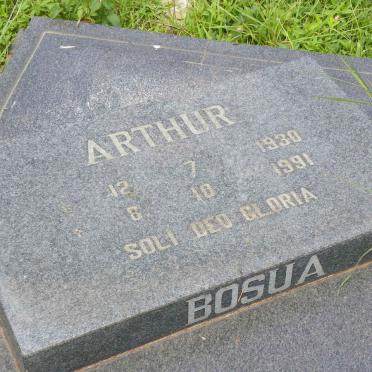 ARTHUR
* 12 7 1930
+ 6 10 1991
SOLI DEO GLORIA
BOSUA